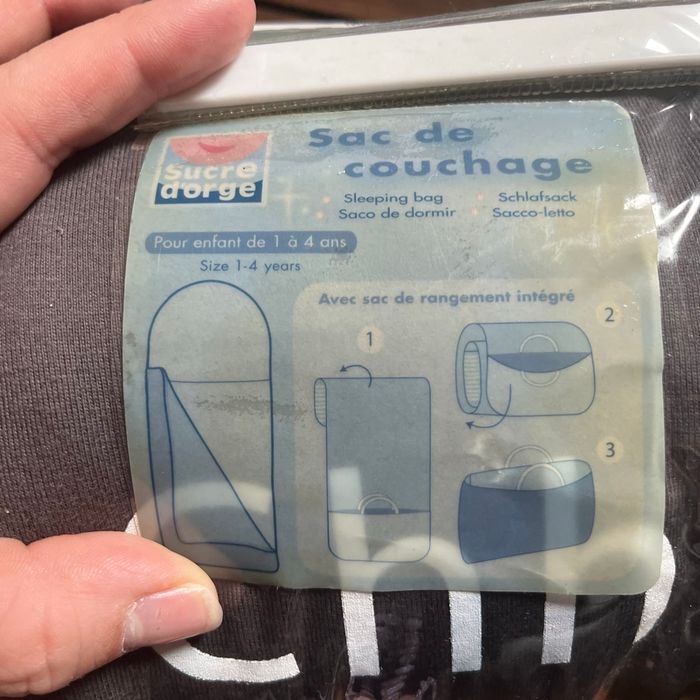 Sucre
d'orge
Sac de
couchage
Sleeping bag
Schlafsack
Saco de dormir
Sacco-letto
Pour enfant de 1 à 4 ans
Size 1-4 years
Avec sac de rangement intégré
1
2
3